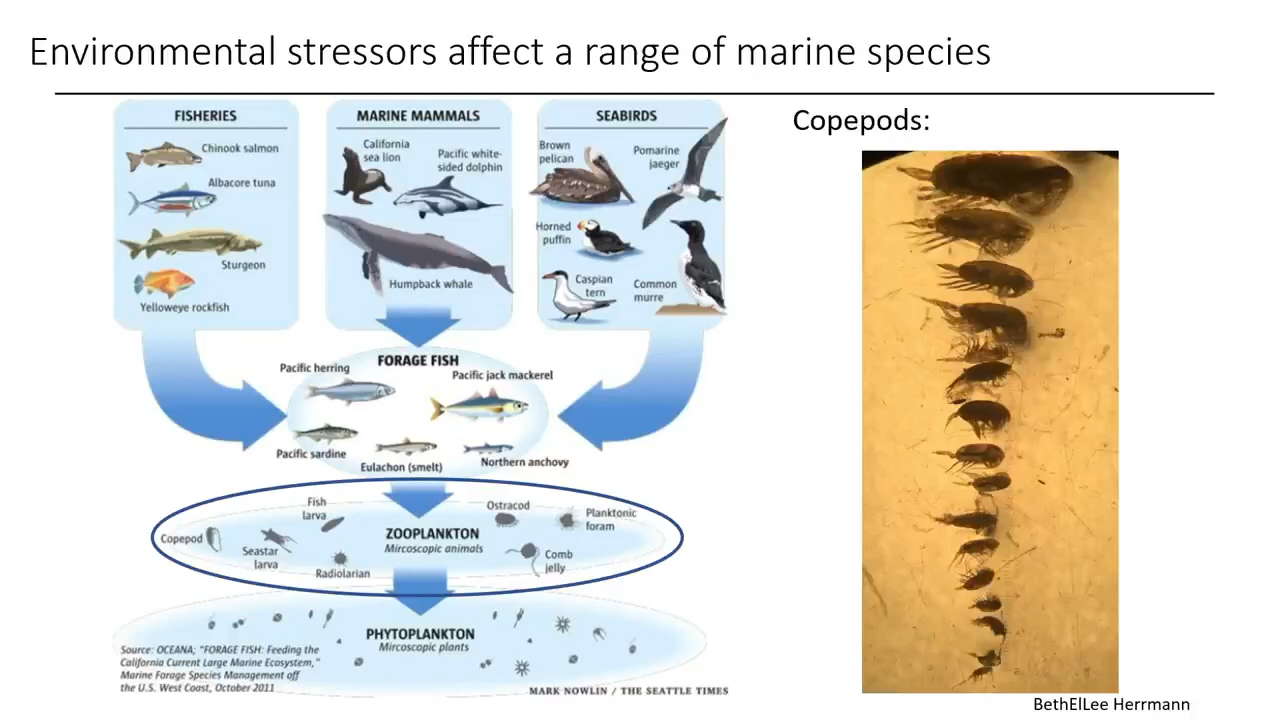 Environmental stressors affect a range of marine species
FISHERIES
Chinook salmon
Albacore tuna
Sturgeon
Yelloweye rockfish
MARINE MAMMALS
California
sea lion
Pacific white-
sided dolphin
Humpback whale
SEABIRDS
Brown
pelican
Pomarine
jaeger
Horned
puffin
Caspian
tern
Common
murre
FORAGE FISH
Pacific herring
Pacific jack mackerel
Pacific sardine
Eulachon (smelt)
Northern anchovy
ZOOPLANKTON
Mircoscopic animals
Copepod
Seastar
larva
Fish
larva
Radiolarian
Ostracod
Planktonic
foram
Comb
jelly
PHYTOPLANKTON
Mircoscopic plants
Source: OCEANA; "FORAGE FISH: Feeding the
California Current Large Marine Ecosystem,"
Marine Forage Species Management off
the U.S. West Coast, October 2011
MARK NOWLIN / THE SEATTLE TIMES
Copepods:
BethElLee Herrmann